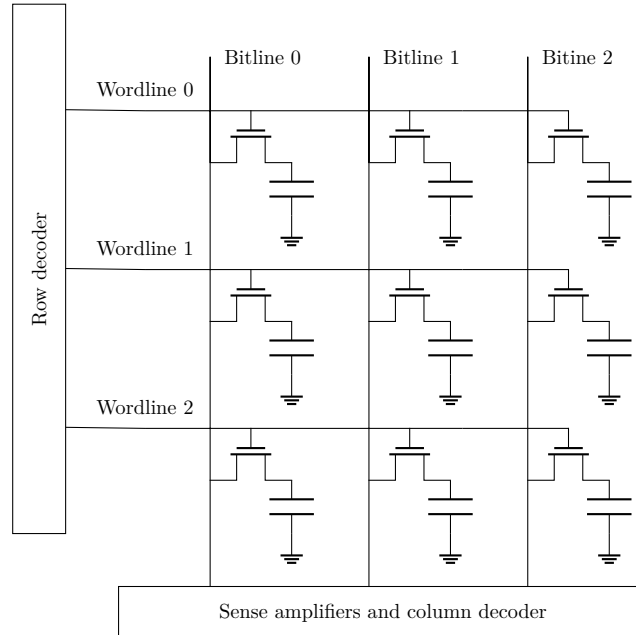 Bitline 0
Bitline 1
Bitine 2
Wordline 0
Wordline 1
Row decoder
Wordline 2
Sense amplifiers and column decoder